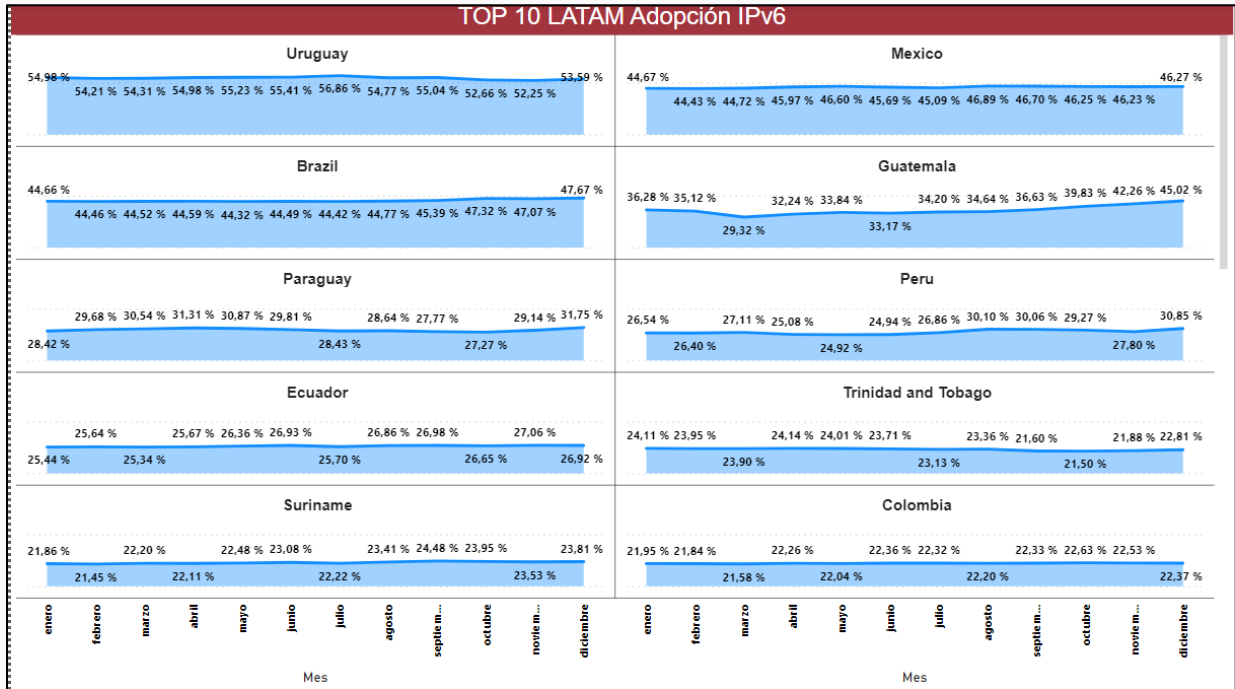 TOP 10 LATAM Adopción IPv6
Uruguay
54,98 % 53,59 %
54,21 % 54,31 % 54,98 % 55,23 % 55,41 % 56,86 % 54,77 % 55,04 % 52,66 % 52,25 %
Mexico
44,67 % 46,27 %
44,43 % 44,72 % 45,97 % 46,60 % 45,69 % 45,09 % 46,89 % 46,70 % 46,25 % 46,23 %
Brazil
44,66 % 47,67 %
44,46 % 44,52 % 44,59 % 44,32 % 44,49 % 44,42 % 44,77 % 45,39 % 47,32 % 47,07 %
Guatemala
36,28 % 35,12 % 32,24 % 33,84 % 34,20 % 34,64 % 36,63 % 39,83 % 42,26 % 45,02 %
29,32 % 33,17 %
Paraguay
29,68 % 30,54 % 31,31 % 30,87 % 29,81 % 28,64 % 27,77 % 29,14 % 31,75 %
28,42 % 28,43 % 27,27 %
Peru
26,54 % 27,11 % 25,08 % 24,94 % 26,86 % 30,10 % 30,06 % 29,27 % 30,85 %
26,40 % 24,92 % 27,80 %
Ecuador
25,64 % 25,67 % 26,36 % 26,93 % 26,86 % 26,98 % 27,06 %
25,44 % 25,34 % 25,70 % 26,65 % 26,92 %
Trinidad and Tobago
24,11 % 23,95 % 24,14 % 24,01 % 23,71 % 23,36 % 21,60 % 21,88 % 22,81 %
23,90 % 23,13 % 21,50 %
Suriname
21,86 % 22,20 % 22,48 % 23,08 % 23,41 % 24,48 % 23,95 % 23,81 %
21,45 % 22,11 % 22,22 % 23,53 %
Colombia
21,95 % 21,84 % 22,26 % 22,36 % 22,32 % 22,33 % 22,63 % 22,53 %
21,58 % 22,04 % 22,20 % 22,37 %
enero
febrero
marzo
abril
mayo
junio
julio
agosto
septiem...
octubre
noviem...
diciembre
Mes
enero
febrero
marzo
abril
mayo
junio
julio
agosto
septiem...
octubre
noviem...
diciembre
Mes